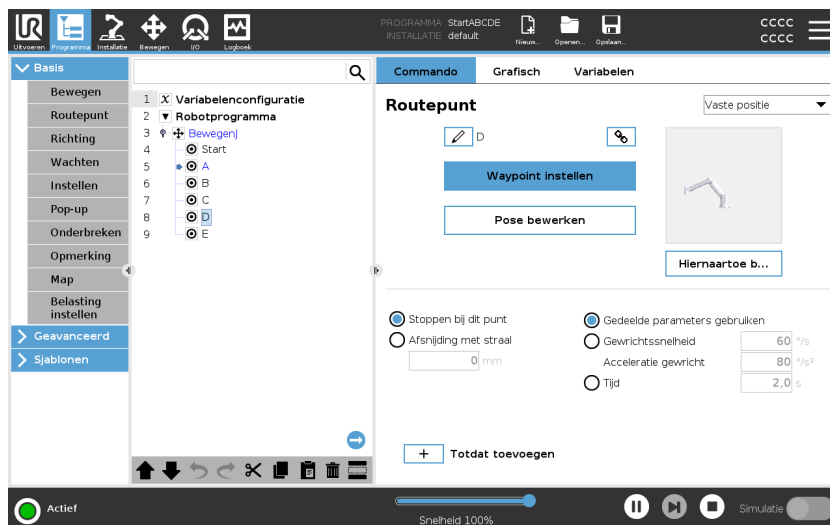 UR
PROGRAMMA StartABCDE
INSTALLATIE default
CCCC
CCCC
Uitvoeren Programma Installatie Bewegen I/O Logboek Nieuw... Openen... Opslaan...
Basis
Bewegen
Routepunt
Richting
Wachten
Instellen
Pop-up
Onderbreken
Opmerking
Map
Belasting
instellen
Geavanceerd
Sjablonen
1 X Variabelenconfiguratie
2 Robotprogramma
3 BewegenJ
4 Start
5 A
6 B
7 C
8 D
9 E
Commando Grafisch Variabelen
Routepunt Vaste positie
D
Waypoint instellen
Pose bewerken
Hiernaartoe b...
Stoppen bij dit punt
Afsnijding met straal
0 mm
Gedeelde parameters gebruiken
Gewrichtssnelheid 60 °/s
Acceleratie gewricht 80 °/s²
Tijd 2,0 s
+ Totdat toevoegen
Actief
Snelheid 100%
Simulatie